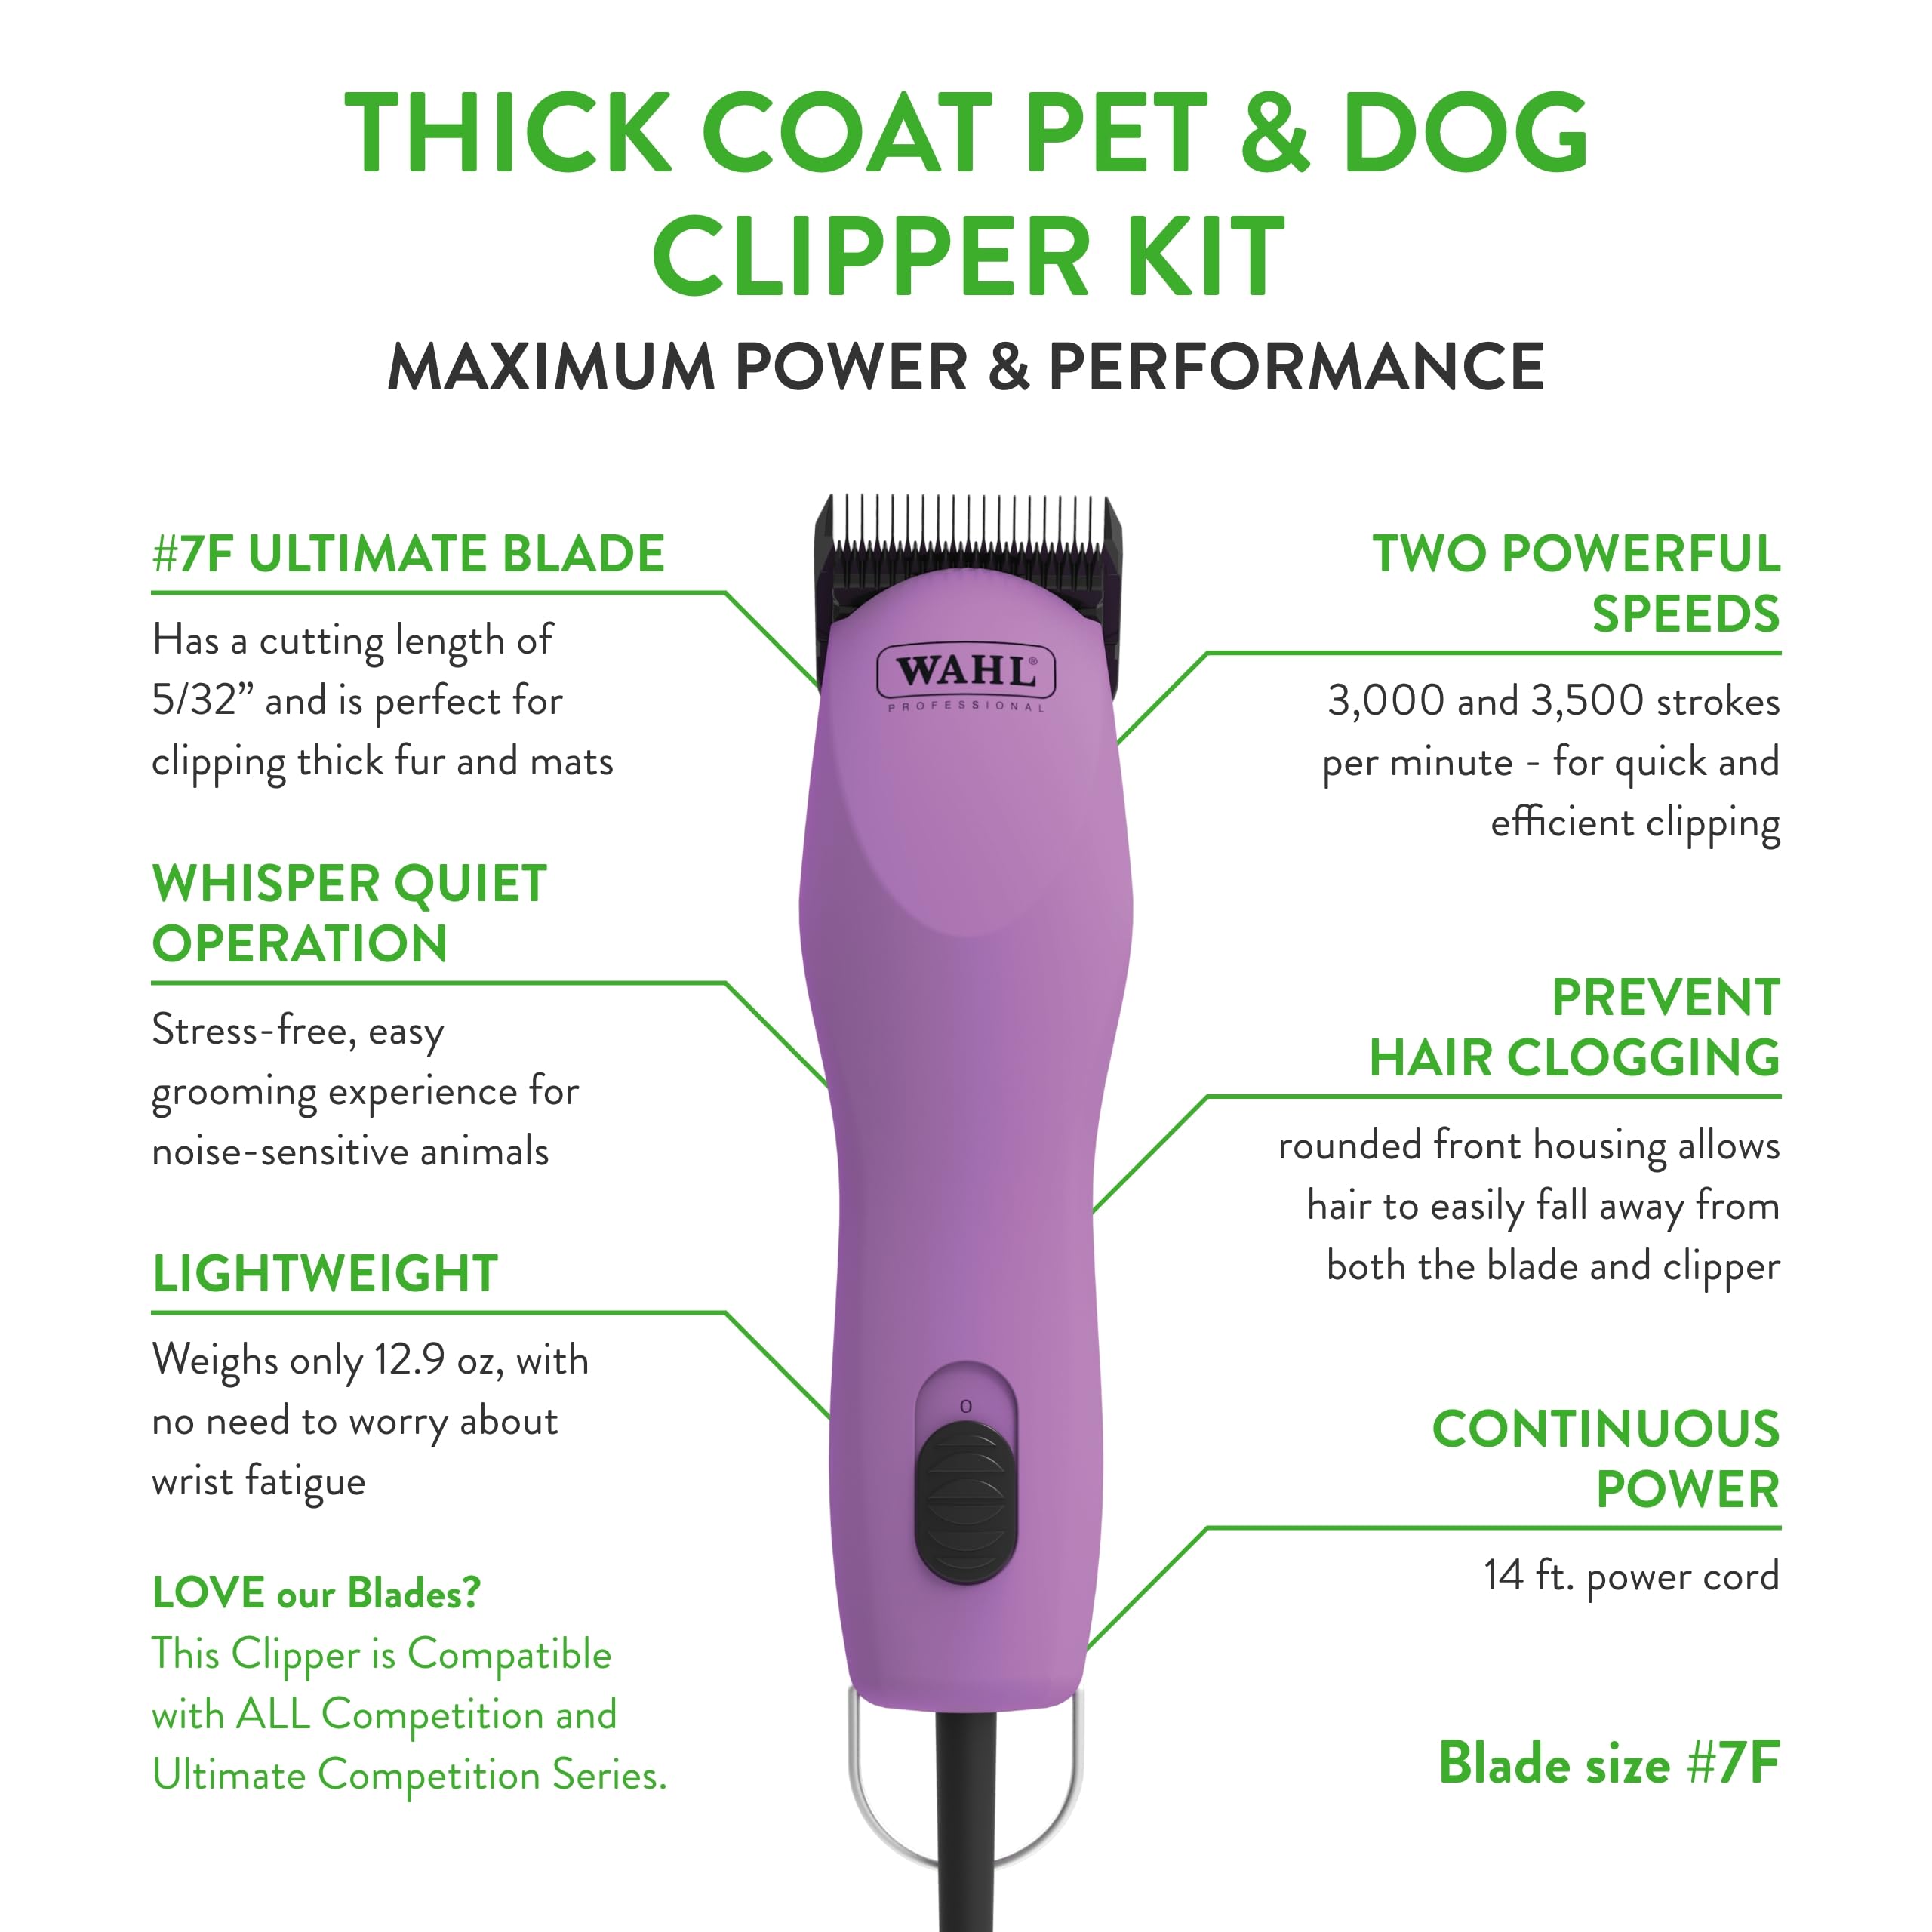 THICK COAT PET & DOG
CLIPPER KIT
MAXIMUM POWER & PERFORMANCE
#7F ULTIMATE BLADE
Has a cutting length of
5/32” and is perfect for
clipping thick fur and mats
WHISPER QUIET
OPERATION
Stress-free, easy
grooming experience for
noise-sensitive animals
LIGHTWEIGHT
Weighs only 12.9 oz, with
no need to worry about
wrist fatigue
LOVE our Blades?
This Clipper is Compatible
with ALL Competition and
Ultimate Competition Series.
WAHL®
PROFESSIONAL
0
TWO POWERFUL
SPEEDS
3,000 and 3,500 strokes
per minute - for quick and
efficient clipping
PREVENT
HAIR CLOGGING
rounded front housing allows
hair to easily fall away from
both the blade and clipper
CONTINUOUS
POWER
14 ft. power cord
Blade size #7F